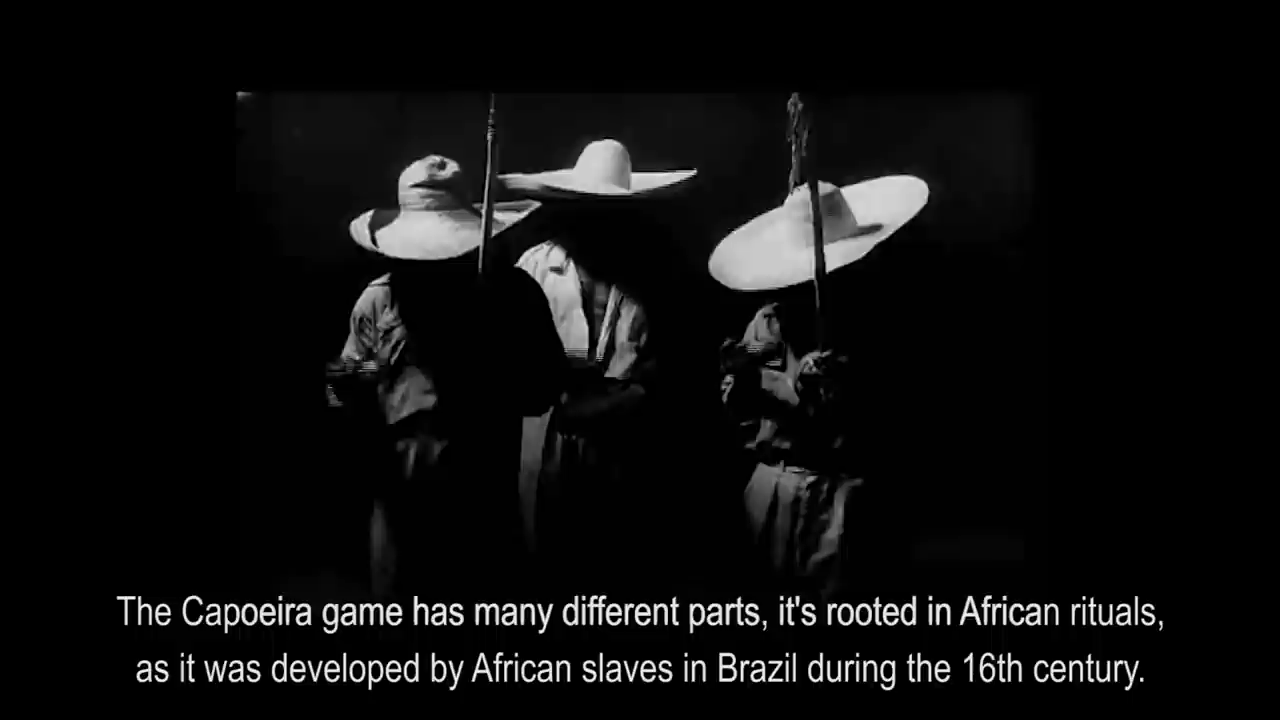 The Capoeira game has many different parts, it's rooted in African rituals,
as it was developed by African slaves in Brazil during the 16th century.